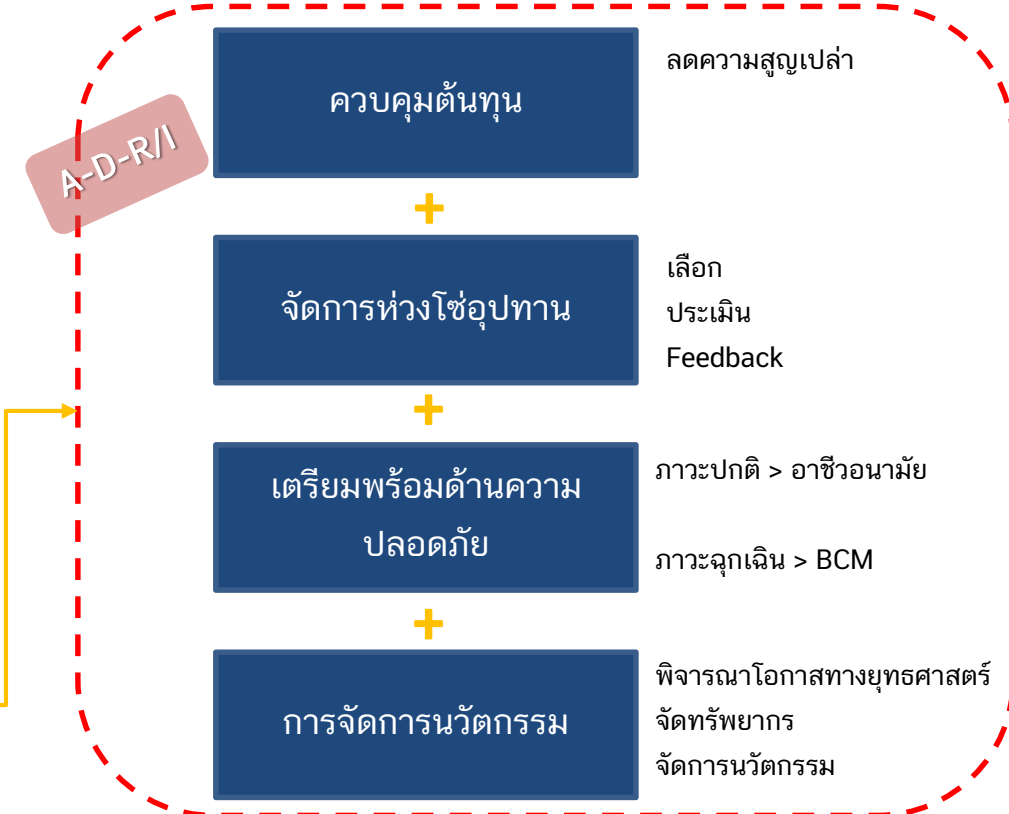 ควบคุมต้นทุน
ลดความสูญเปล่า
A-D-R/I
+
จัดการห่วงโซ่อุปทาน
เลือก
ประเมิน
Feedback
+
เตรียมพร้อมด้านความ
ปลอดภัย
ภาวะปกติ > อาชีวอนามัย
ภาวะฉุกเฉิน > BCM
+
การจัดการนวัตกรรม
พิจารณาโอกาสทางยุทธศาสตร์
จัดทรัพยากร
จัดการนวัตกรรม